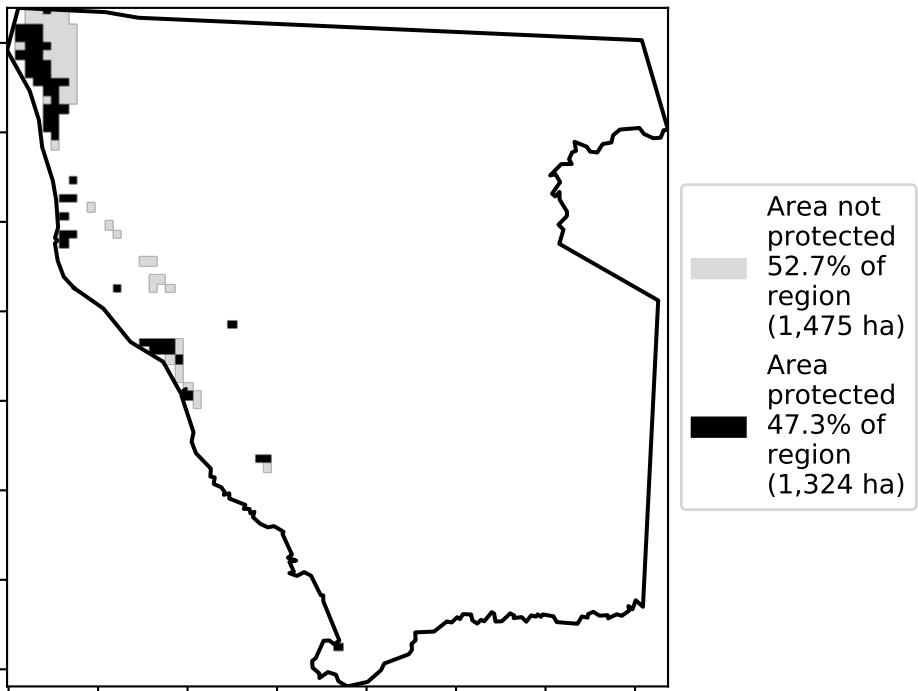 Area not
protected
52.7% of
region
(1,475 ha)
Area
protected
47.3% of
region
(1,324 ha)